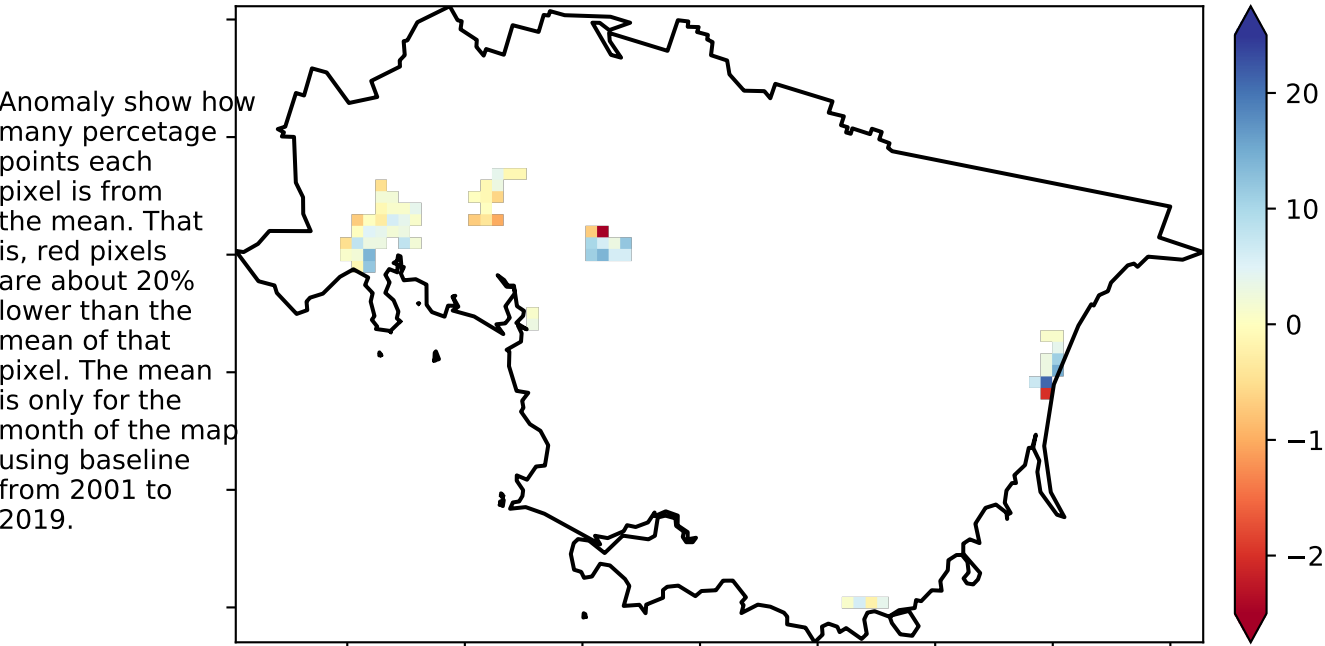 Anomaly show how
many percetage
points each
pixel is from
the mean. That
is, red pixels
are about 20%
lower than the
mean of that
pixel. The mean
is only for the
month of the map
using baseline
from 2001 to
2019.
20
10
0
−1
−2